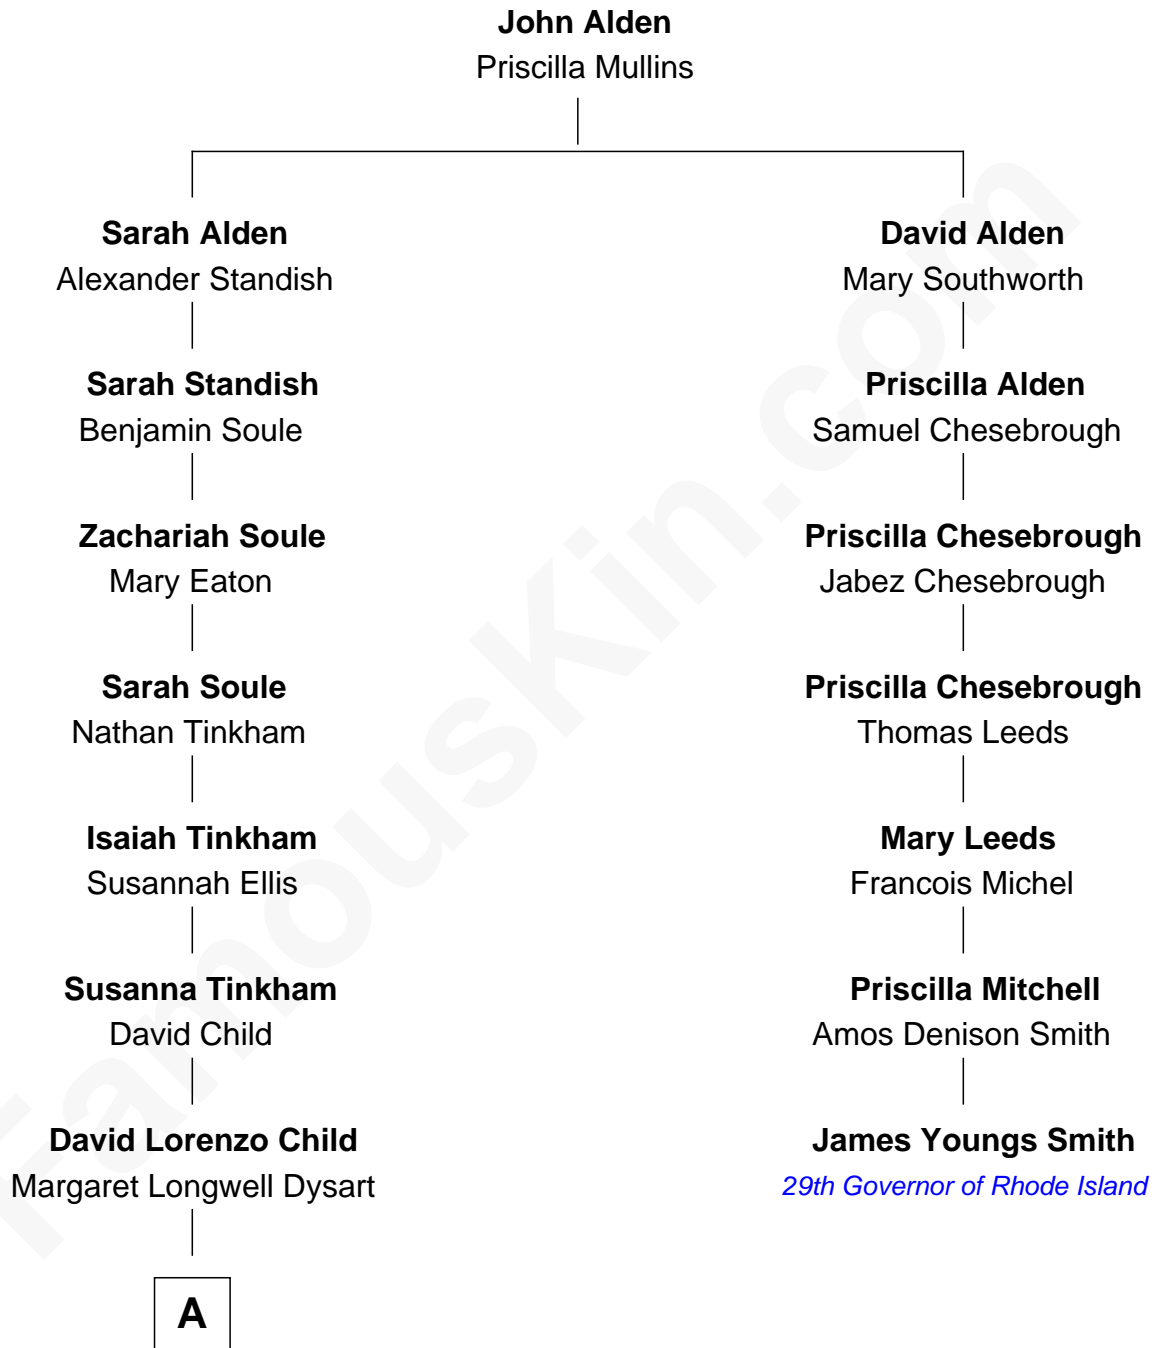 John Alden
Priscilla Mullins
Sarah Alden
Alexander Standish
David Alden
Mary Southworth
Sarah Standish
Benjamin Soule
Priscilla Alden
Samuel Chesebrough
Zachariah Soule
Mary Eaton
Priscilla Chesebrough
Jabez Chesebrough
Sarah Soule
Nathan Tinkham
Priscilla Chesebrough
Thomas Leeds
Isaiah Tinkham
Susannah Ellis
Mary Leeds
Francois Michel
Susanna Tinkham
David Child
Priscilla Mitchell
Amos Denison Smith
David Lorenzo Child
Margaret Longwell Dysart
James Youngs Smith
29th Governor of Rhode Island
A
FamousKin.com